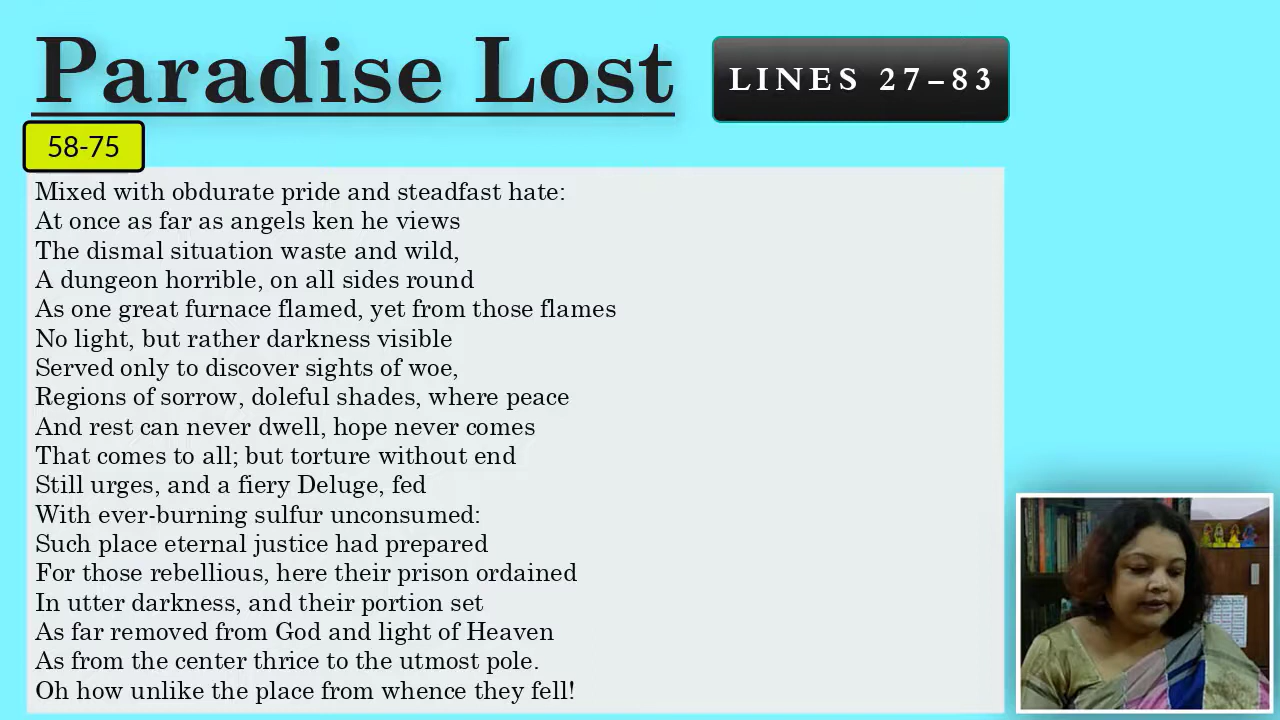 Paradise Lost
LINES 27–83
58-75
Mixed with obdurate pride and steadfast hate:
At once as far as angels ken he views
The dismal situation waste and wild,
A dungeon horrible, on all sides round
As one great furnace flamed, yet from those flames
No light, but rather darkness visible
Served only to discover sights of woe,
Regions of sorrow, doleful shades, where peace
And rest can never dwell, hope never comes
That comes to all; but torture without end
Still urges, and a fiery Deluge, fed
With ever-burning sulfur unconsumed:
Such place eternal justice had prepared
For those rebellious, here their prison ordained
In utter darkness, and their portion set
As far removed from God and light of Heaven
As from the center thrice to the utmost pole.
Oh how unlike the place from whence they fell!